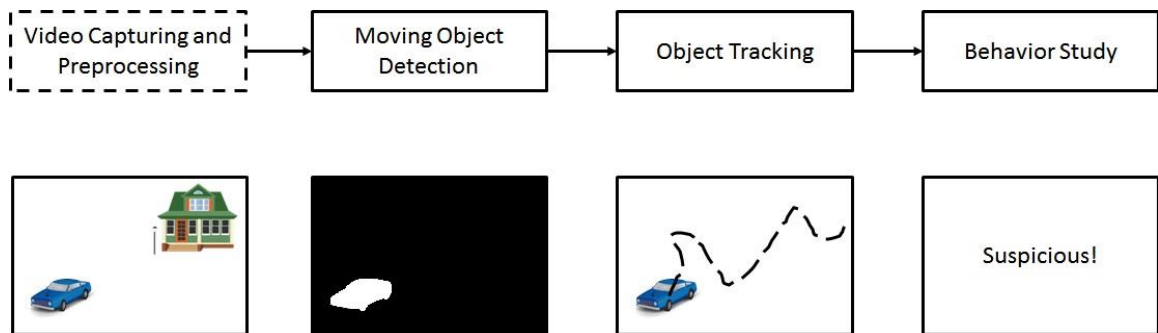 Video Capturing and
Preprocessing
Moving Object
Detection
Object Tracking
Behavior Study
Suspicious!